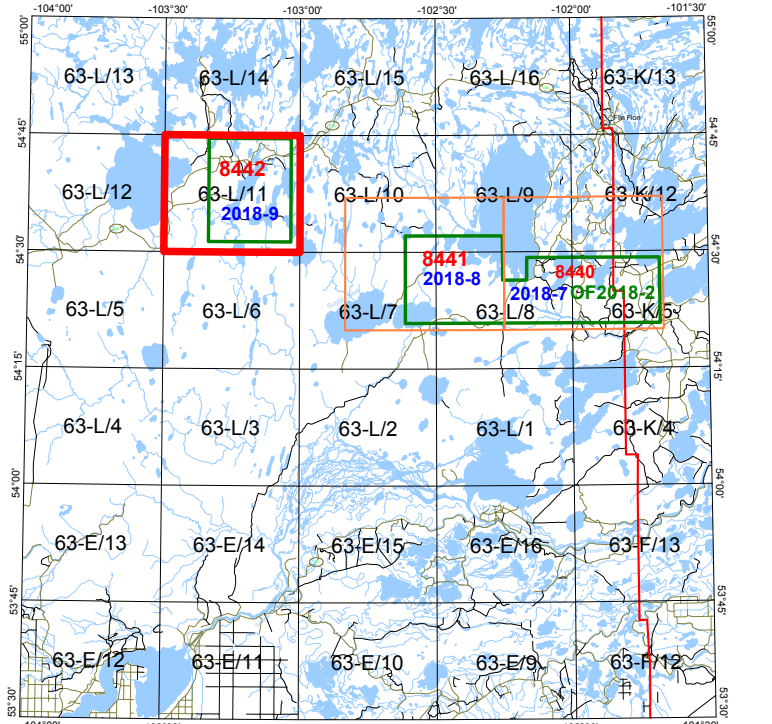 -104°00' -103°30' -103°00' -102°30' -102°00' -101°30'
55°00' 55°00'
63-L/13 63-L/14 63-L/15 63-L/16 63-K/13
Flin Flon
54°45' 54°45'
8442
63-L/12 63-L/11 63-L/10 63-L/9 63-K/12
2018-9
54°30' 54°30'
8441 8440
2018-8 2018-7 OF2018-2
63-L/5 63-L/6 63-L/7 63-L/8 63-K/5
54°15' 54°15'
63-L/4 63-L/3 63-L/2 63-L/1 63-K/4
54°00' 54°00'
63-E/13 63-E/14 63-E/15 63-E/16 63-F/13
53°45' 53°45'
63-E/12 63-E/11 63-E/10 63-E/9 63-F/12
53°30' 53°30'